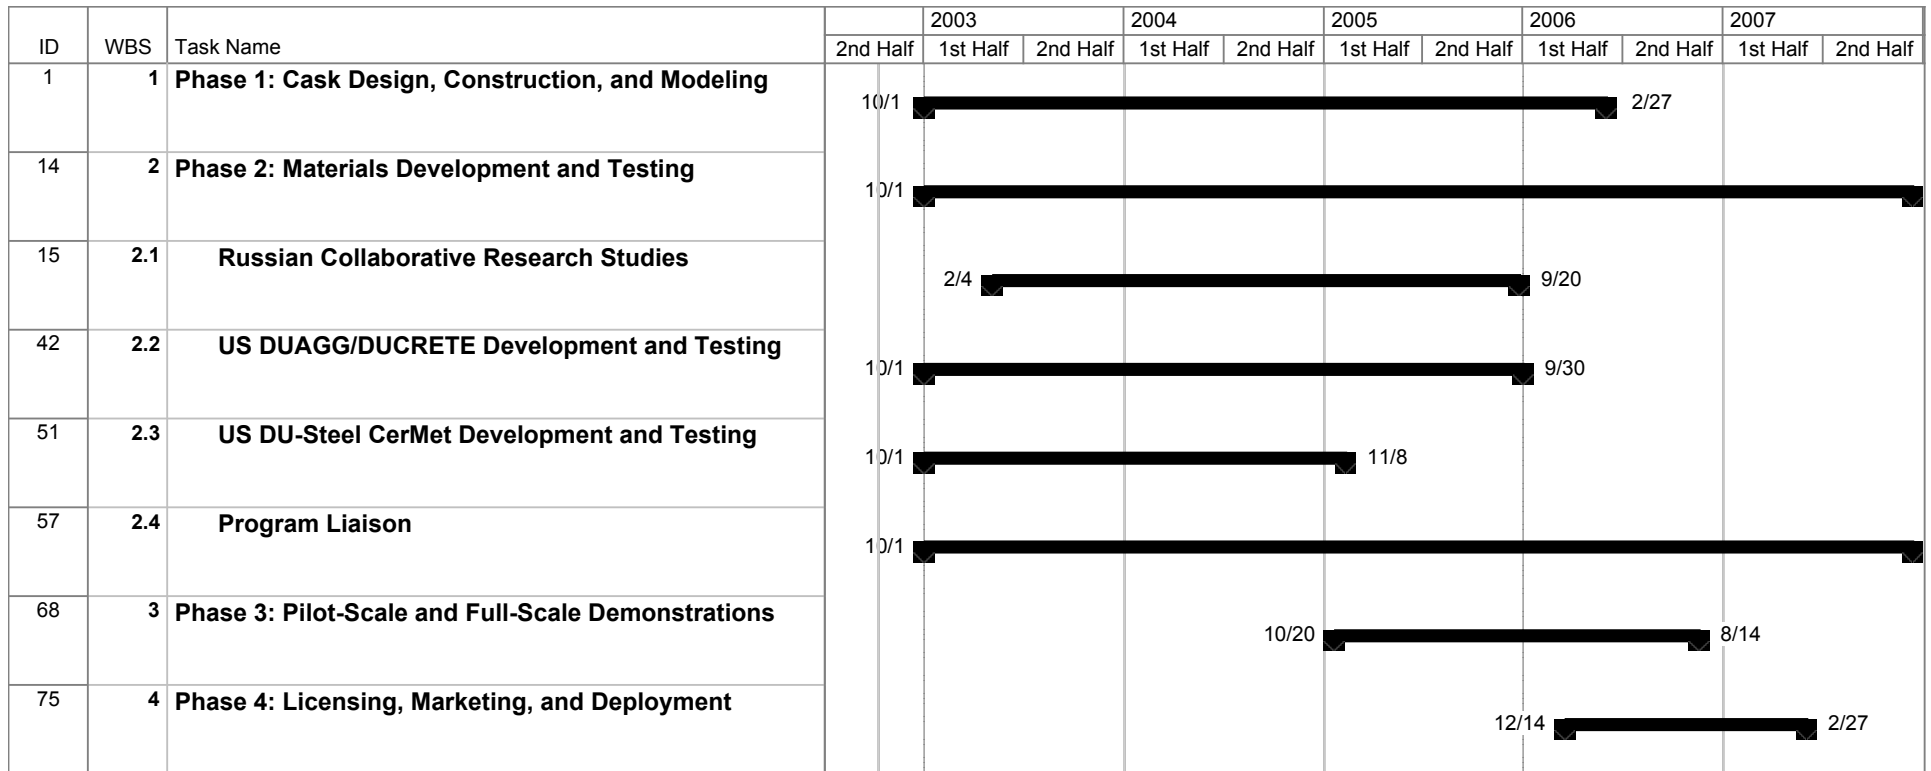 2003 2004 2005 2006 2007
ID WBS Task Name 2nd Half 1st Half 2nd Half 1st Half 2nd Half 1st Half 2nd Half 1st Half 2nd Half 1st Half 2nd Half
1 1 Phase 1: Cask Design, Construction, and Modeling
10/1 2/27
14 2 Phase 2: Materials Development and Testing
10/1
15 2.1 Russian Collaborative Research Studies
2/4 9/20
42 2.2 US DUAGG/DUCRETE Development and Testing
10/1 9/30
51 2.3 US DU-Steel CerMet Development and Testing
10/1 11/8
57 2.4 Program Liaison
10/1
68 3 Phase 3: Pilot-Scale and Full-Scale Demonstrations
10/20 8/14
75 4 Phase 4: Licensing, Marketing, and Deployment
12/14 2/27